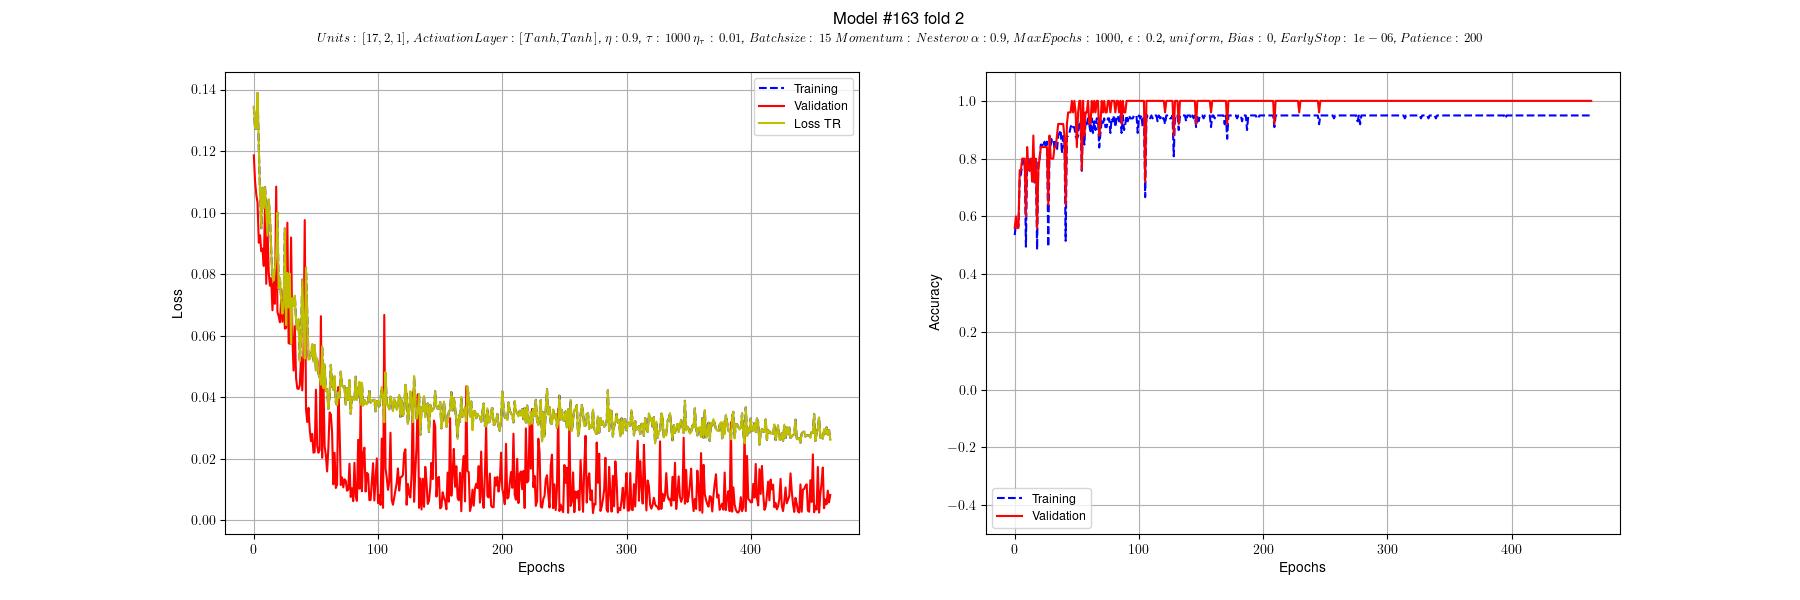 Model #163 fold 2
Units : [17, 2, 1], ActivationLayer : [Tanh, Tanh], η : 0.9, τ : 1000 η_τ : 0.01, Batchsize : 15 Momentum : Nesterov α : 0.9, MaxEpochs : 1000, ϵ : 0.2, uniform, Bias : 0, EarlyStop : 1e − 06, Patience : 200
0.14
0.12
0.10
0.08
0.06
0.04
0.02
0.00
Loss
0 100 200 300 400
Epochs
Training
Validation
Loss TR
1.0
0.8
0.6
0.4
0.2
0.0
−0.2
−0.4
Accuracy
Training
Validation
0 100 200 300 400
Epochs